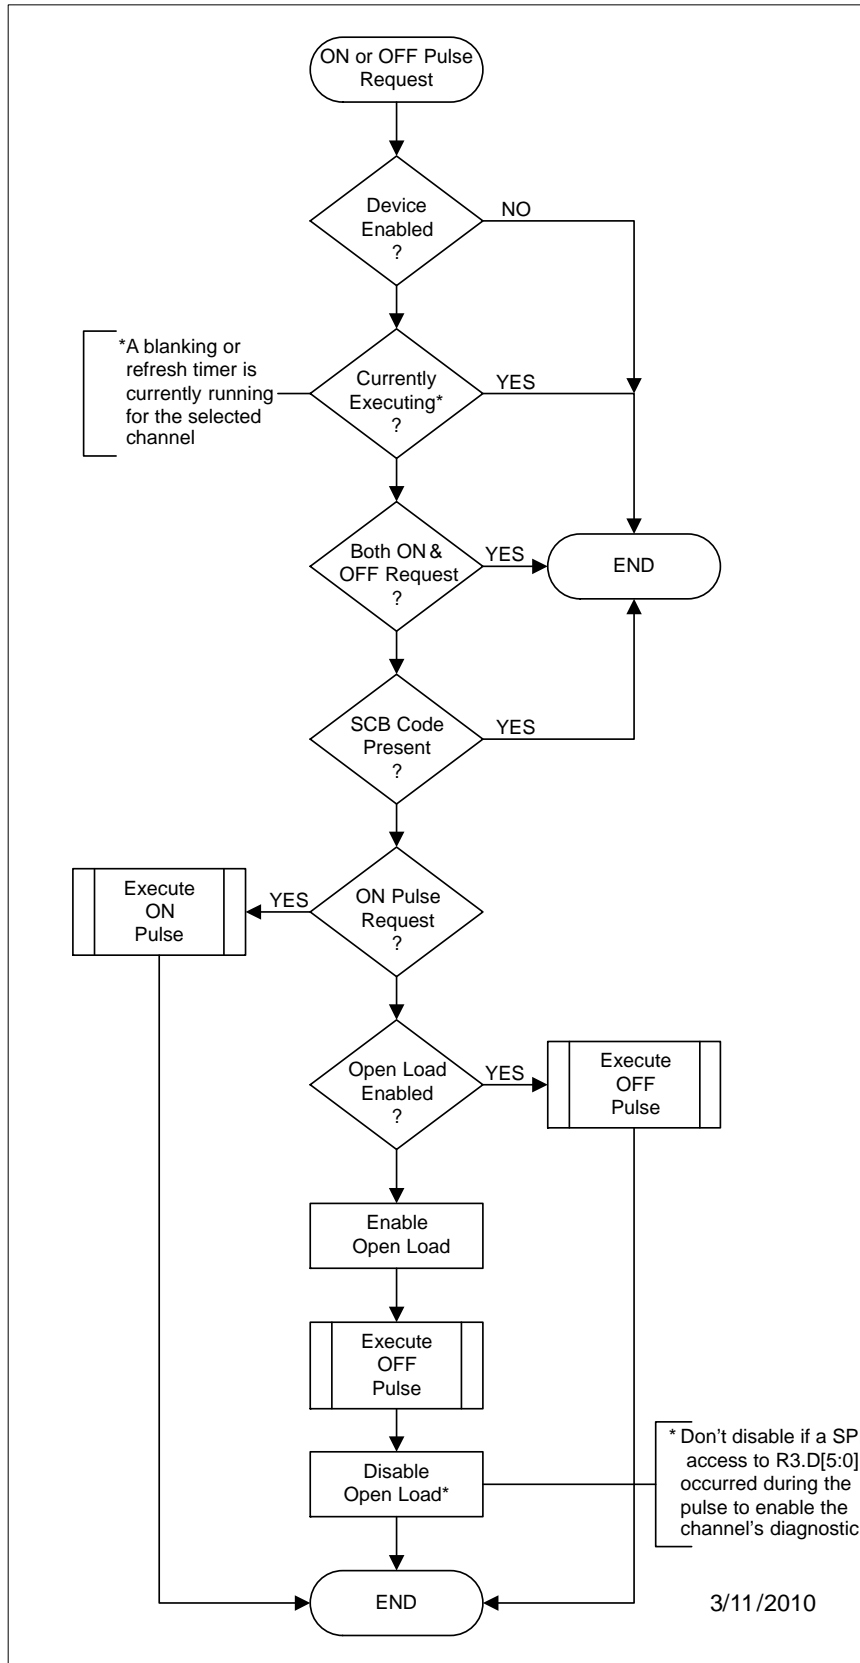 ON or OFF Pulse
Request
Device
Enabled
?
NO
*A blanking or
refresh timer is
currently running
for the selected
channel
Currently
Executing*
?
YES
Both ON &
OFF Request
?
YES
END
SCB Code
Present
?
YES
Execute
ON
Pulse
YES
ON Pulse
Request
?
Open Load
Enabled
?
YES
Execute
OFF
Pulse
Enable
Open Load
Execute
OFF
Pulse
Disable
Open Load*
* Don't disable if a SP
access to R3.D[5:0]
occurred during the
pulse to enable the
channel's diagnostic
END
3/11/2010